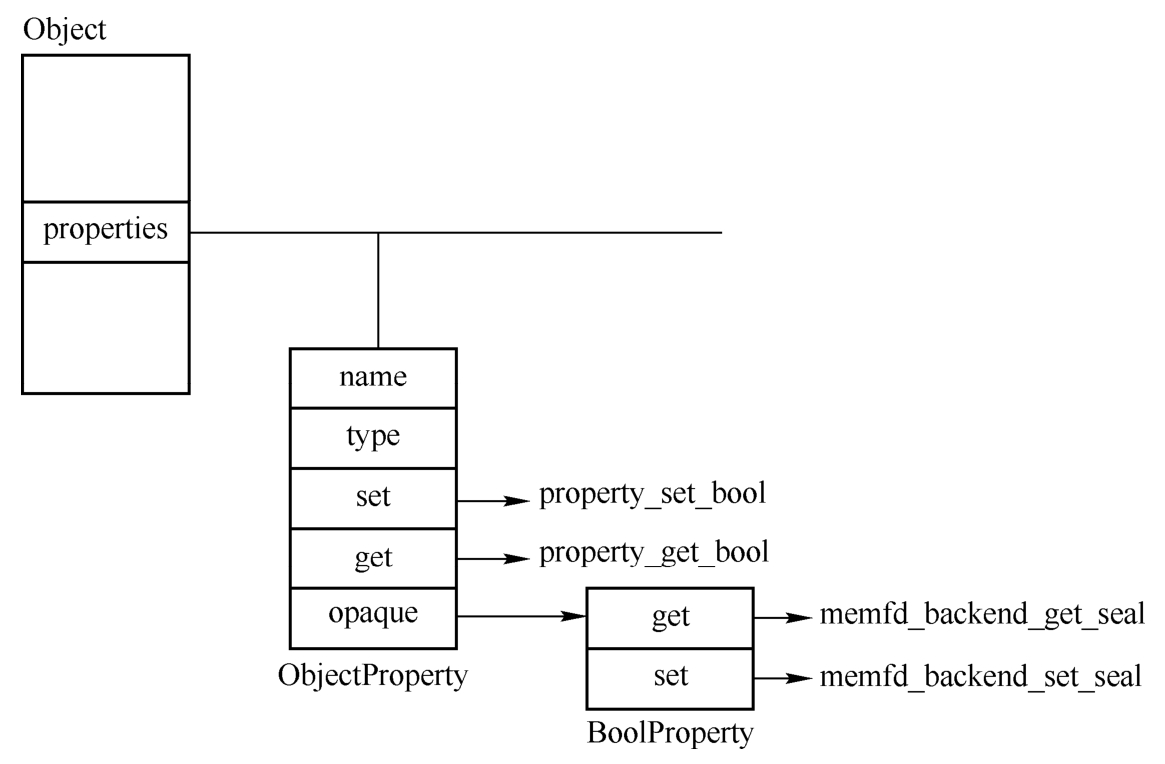 Object
properties
name
type
set
property_set_bool
get
property_get_bool
opaque
get
memfd_backend_get_seal
ObjectProperty
set
memfd_backend_set_seal
BoolProperty